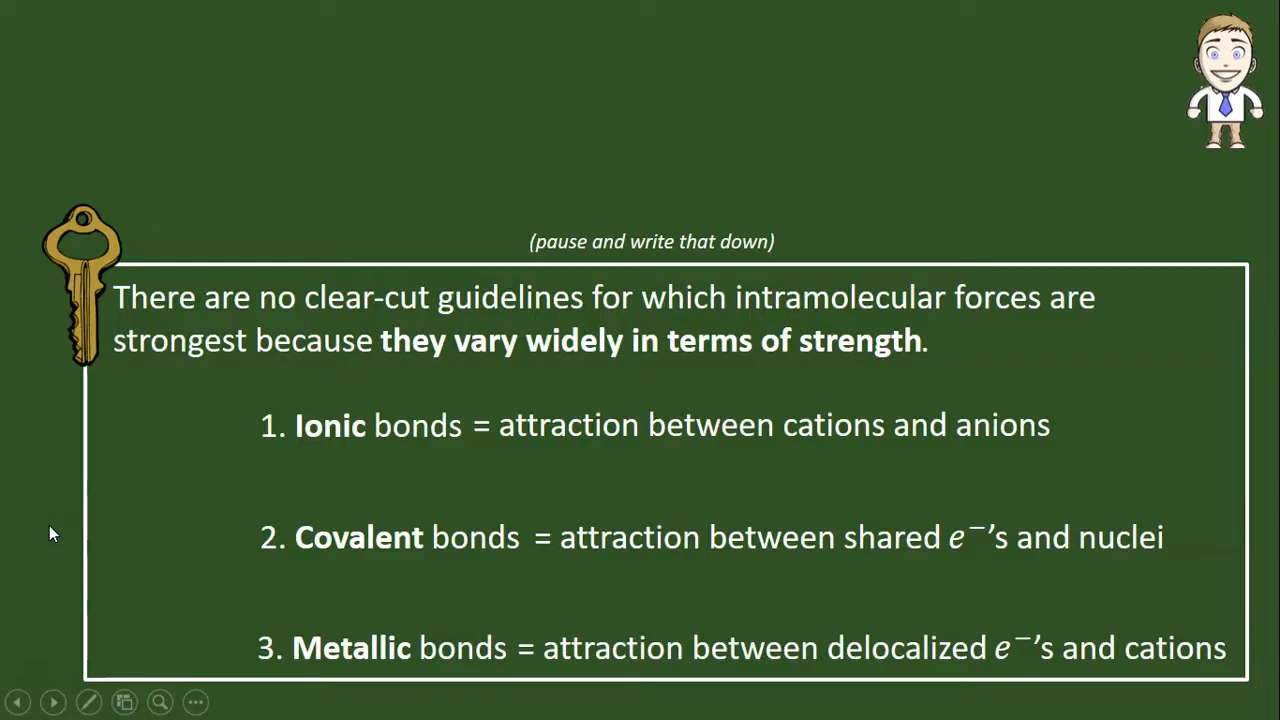 (pause and write that down)
There are no clear-cut guidelines for which intramolecular forces are
strongest because they vary widely in terms of strength.
1. Ionic bonds = attraction between cations and anions
2. Covalent bonds = attraction between shared e⁻'s and nuclei
3. Metallic bonds = attraction between delocalized e⁻'s and cations